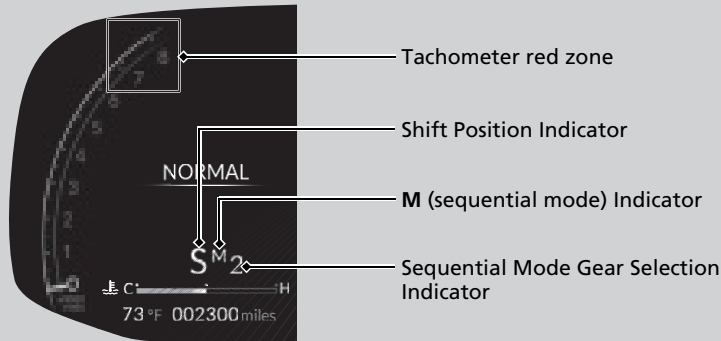 Tachometer red zone
8
7
6
5
4
3
2
1
0
Shift Position Indicator
NORMAL
M (sequential mode) Indicator
S M 2
Sequential Mode Gear Selection
Indicator
C H
73 °F 002300 miles